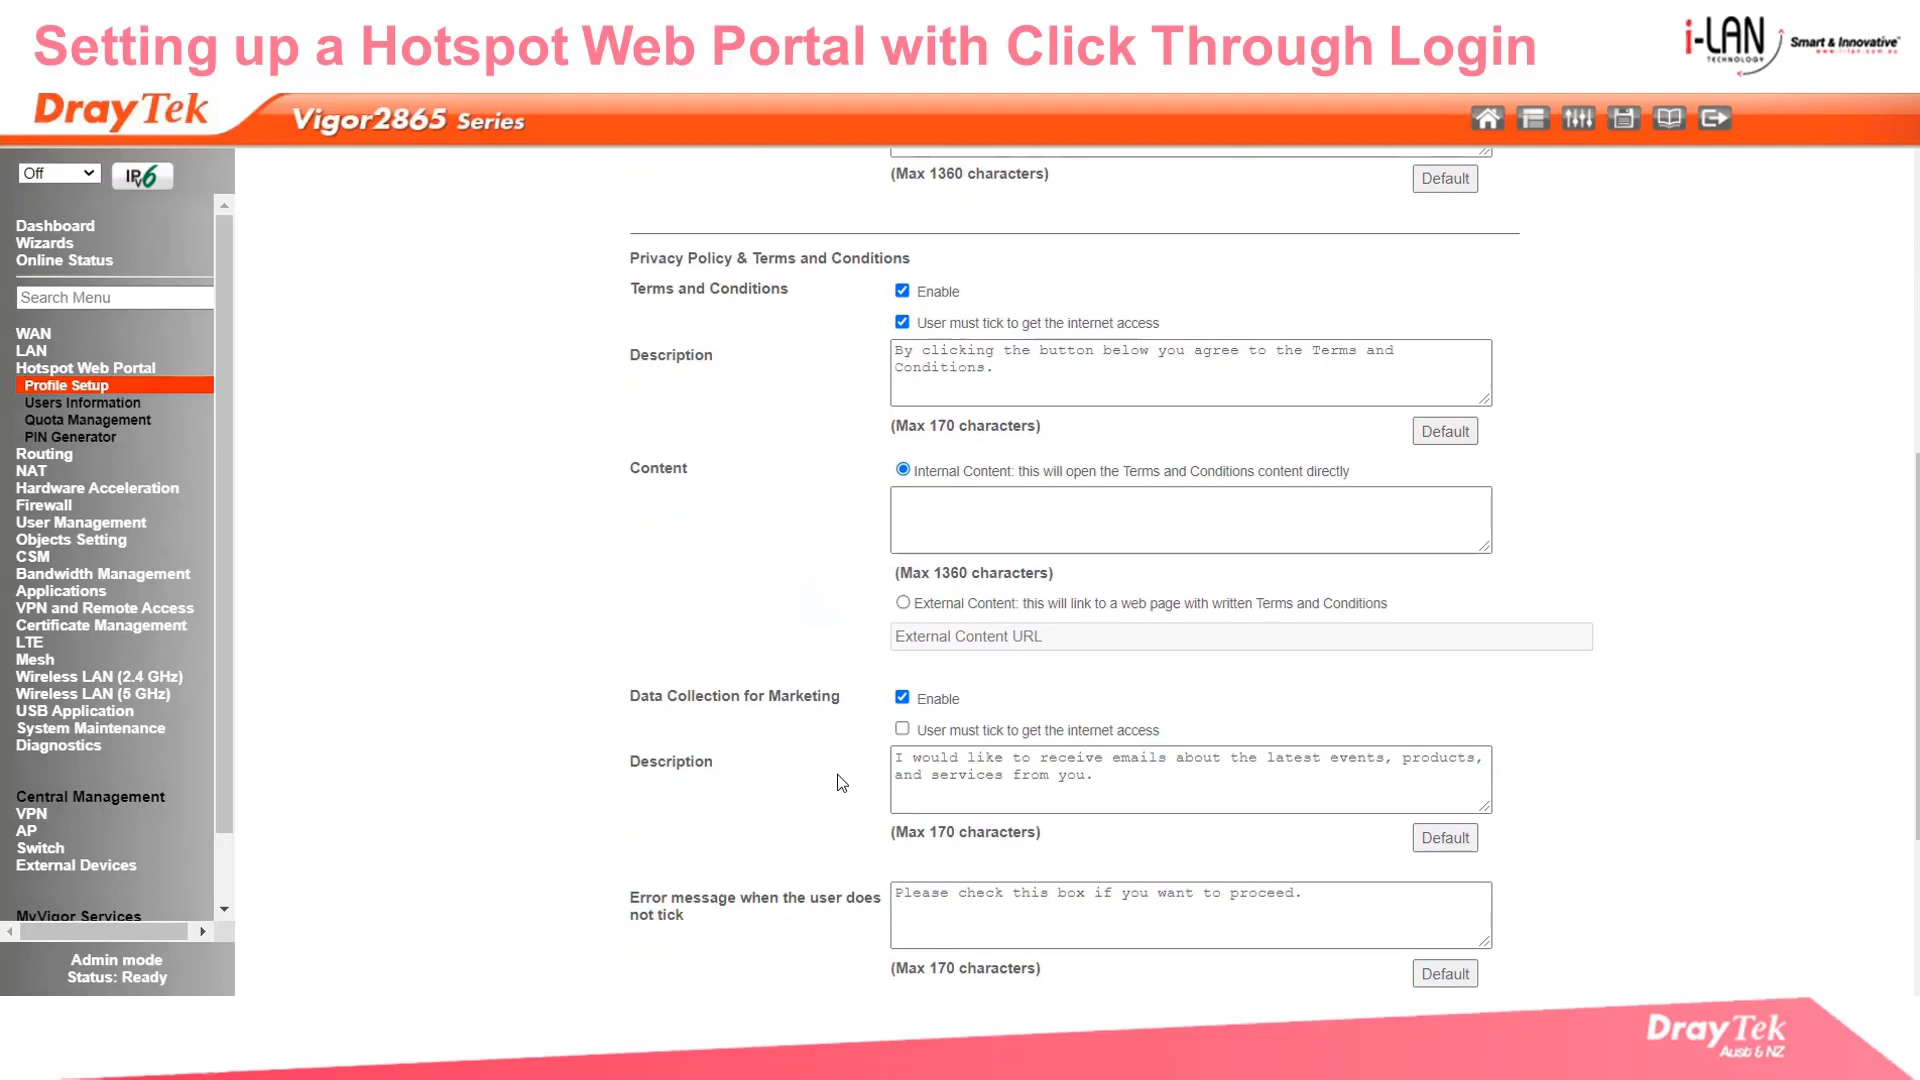 Setting up a Hotspot Web Portal with Click Through Login
i-LAN
TECHNOLOGY
Smart & Innovative
DrayTek
Vigor2865 Series
Off
IPv6
Dashboard
Wizards
Online Status
Search Menu
WAN
LAN
Hotspot Web Portal
Profile Setup
Users Information
Quota Management
PIN Generator
Routing
NAT
Hardware Acceleration
Firewall
User Management
Objects Setting
CSM
Bandwidth Management
Applications
VPN and Remote Access
Certificate Management
LTE
Mesh
Wireless LAN (2.4 GHz)
Wireless LAN (5 GHz)
USB Application
System Maintenance
Diagnostics
Central Management
VPN
AP
Switch
External Devices
MyVigor Services
Admin mode
Status: Ready
(Max 1360 characters)
Default
Privacy Policy & Terms and Conditions
Terms and Conditions
Enable
User must tick to get the internet access
Description
By clicking the button below you agree to the Terms and
Conditions.
(Max 170 characters)
Default
Content
Internal Content: this will open the Terms and Conditions content directly
(Max 1360 characters)
External Content: this will link to a web page with written Terms and Conditions
External Content URL
Data Collection for Marketing
Enable
User must tick to get the internet access
Description
I would like to receive emails about the latest events, products,
and services from you.
(Max 170 characters)
Default
Error message when the user does
not tick
Please check this box if you want to proceed.
(Max 170 characters)
Default
DrayTek
Aust & NZ